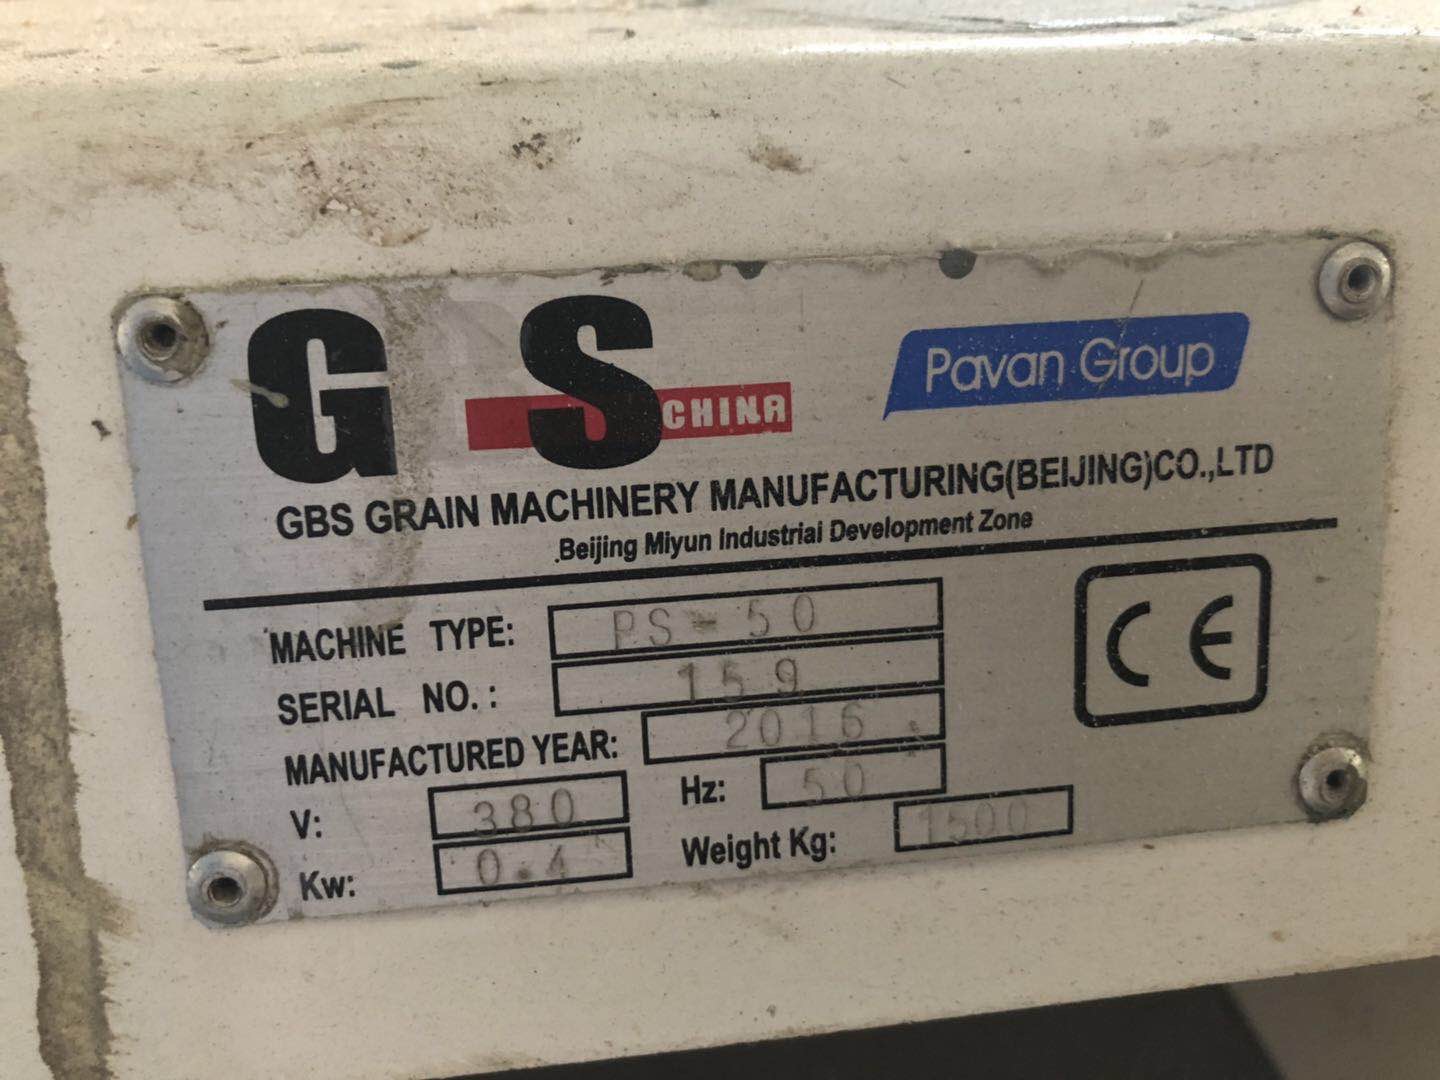 G S CHINA
Pavan Group
GBS GRAIN MACHINERY MANUFACTURING(BEIJING)CO.,LTD
Beijing Miyun Industrial Development Zone
MACHINE TYPE: PS-50
SERIAL NO.: 159
MANUFACTURED YEAR: 2016
V: 380 Hz: 50
Kw: 0.4 Weight Kg: 1500
CE